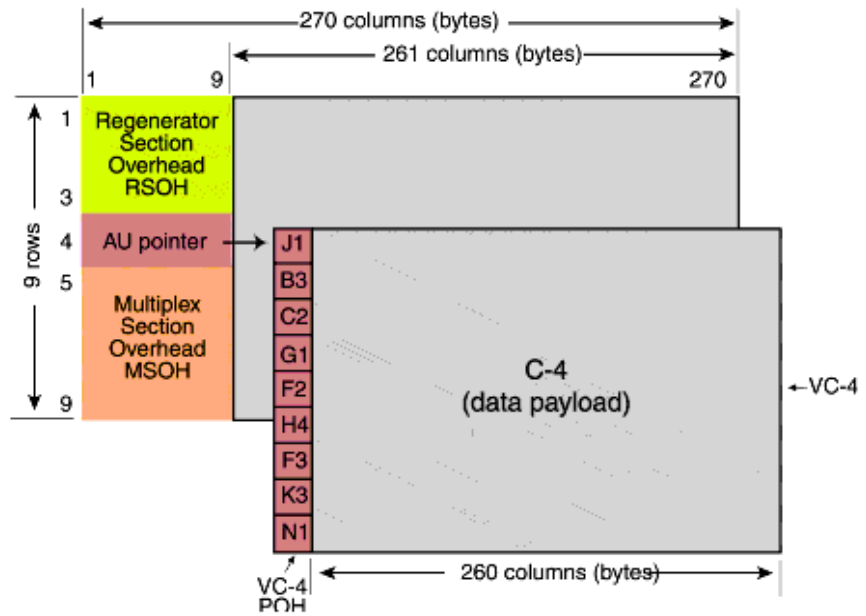 270 columns (bytes)
261 columns (bytes)
1
9
270
9 rows
1
Regenerator
Section
Overhead
RSOH
3
4
AU pointer
5
Multiplex
Section
Overhead
MSOH
9
J1
B3
C2
G1
F2
H4
F3
K3
N1
C-4
(data payload)
VC-4
VC-4
POH
260 columns (bytes)